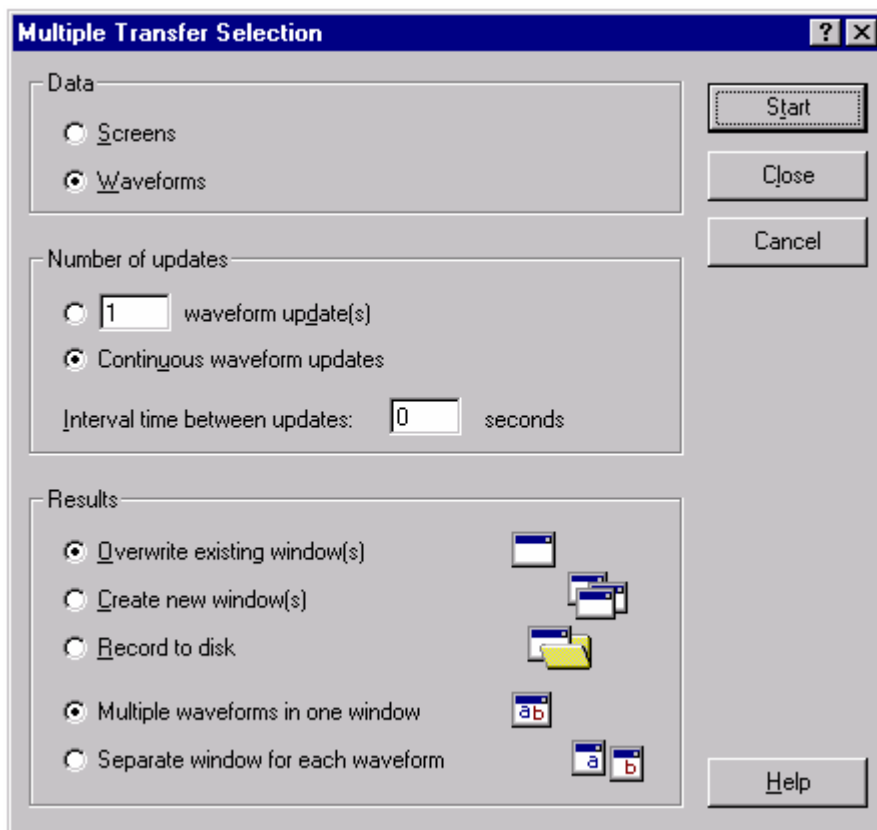 Multiple Transfer Selection
Data
Screens
Waveforms
Start
Close
Cancel
Number of updates
1 waveform update(s)
Continuous waveform updates
Interval time between updates: 0 seconds
Results
Overwrite existing window(s)
Create new window(s)
Record to disk
Multiple waveforms in one window ab
Separate window for each waveform a b
Help